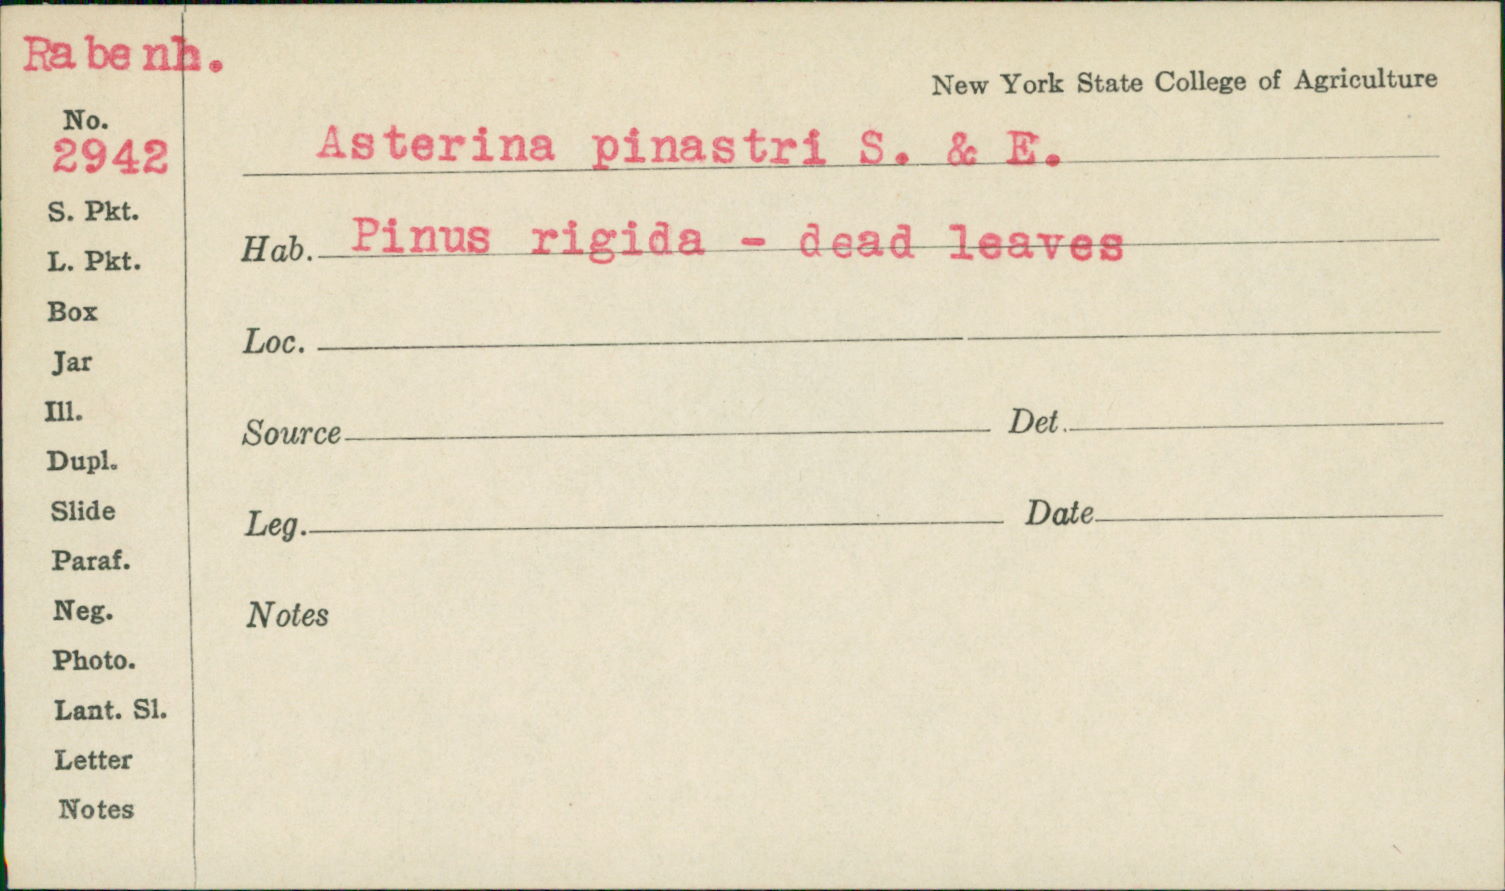 Rabenh.
New York State College of Agriculture
No.
2942
Asterina pinastri S. & E.
S. Pkt.
Hab. Pinus rigida - dead leaves
L. Pkt.
Box
Loc.
Jar
Ill.
Source Det.
Dupl.
Slide
Leg. Date
Paraf.
Neg.
Notes
Photo.
Lant. Sl.
Letter
Notes